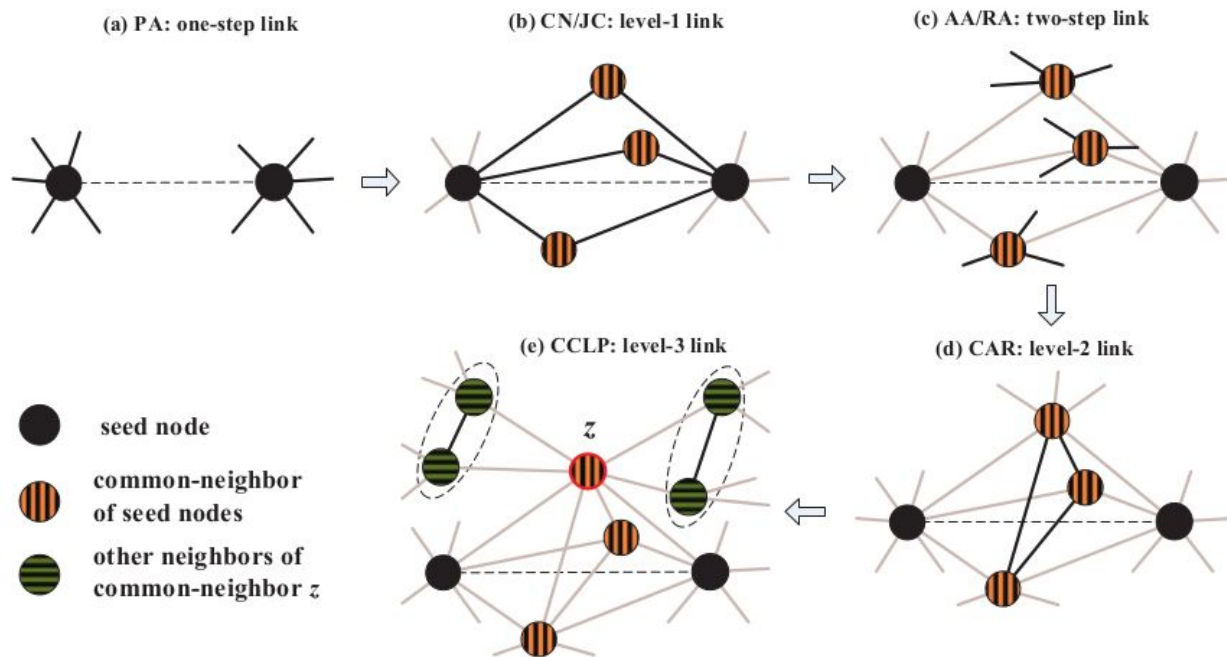 (a) PA: one-step link
(b) CN/JC: level-1 link
(c) AA/RA: two-step link
(e) CCLP: level-3 link
(d) CAR: level-2 link
z
seed node
common-neighbor
of seed nodes
other neighbors of
common-neighbor z